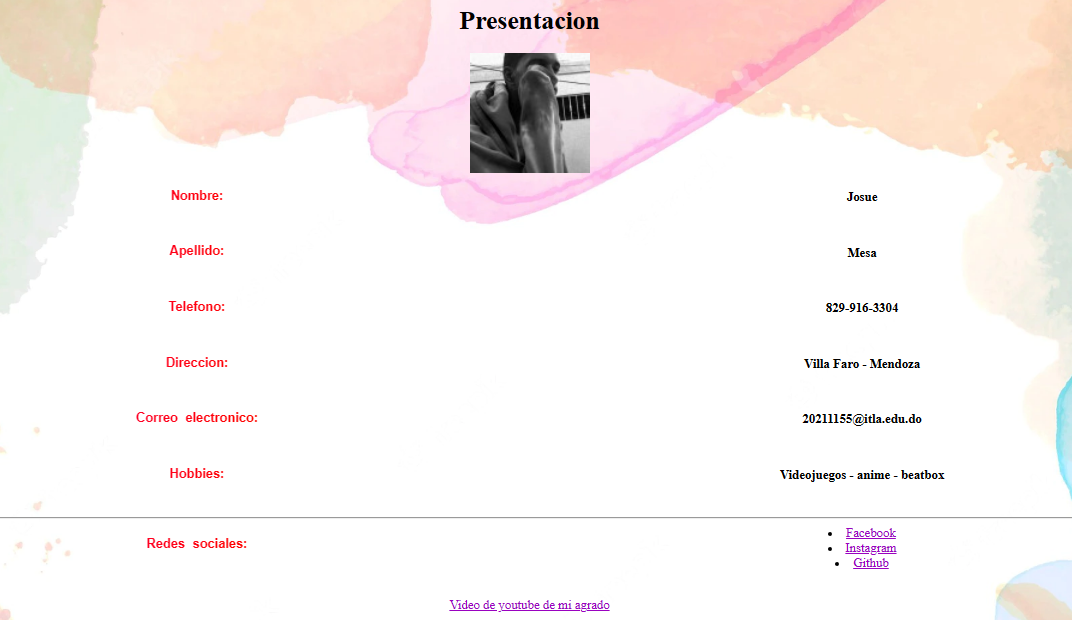 Presentacion
Nombre: Josue
Apellido: Mesa
Telefono: 829-916-3304
Direccion: Villa Faro - Mendoza
Correo electronico: 20211155@itla.edu.do
Hobbies: Videojuegos - anime - beatbox
Redes sociales:
Facebook
Instagram
Github
Video de youtube de mi agrado